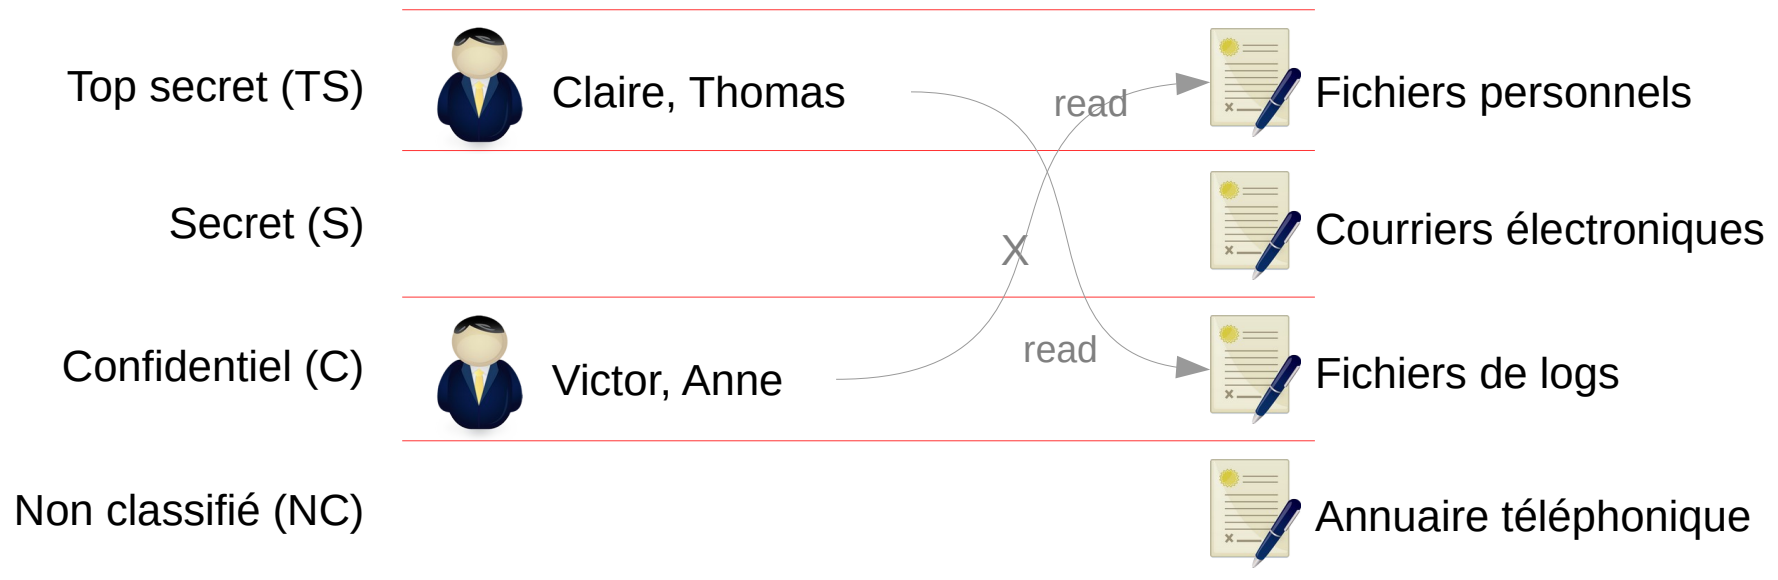 Top secret (TS)
Claire, Thomas
read
Fichiers personnels
Secret (S)
X
Courriers électroniques
Confidentiel (C)
Victor, Anne
read
Fichiers de logs
Non classifié (NC)
Annuaire téléphonique